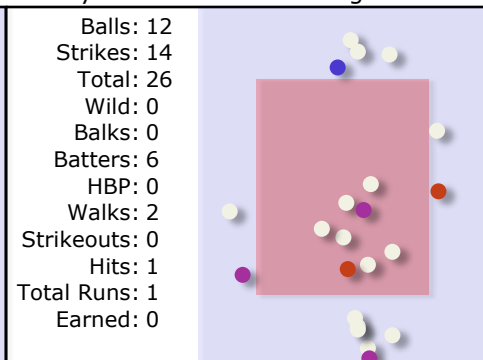 Balls: 12
Strikes: 14
Total: 26
Wild: 0
Balks: 0
Batters: 6
HBP: 0
Walks: 2
Strikeouts: 0
Hits: 1
Total Runs: 1
Earned: 0